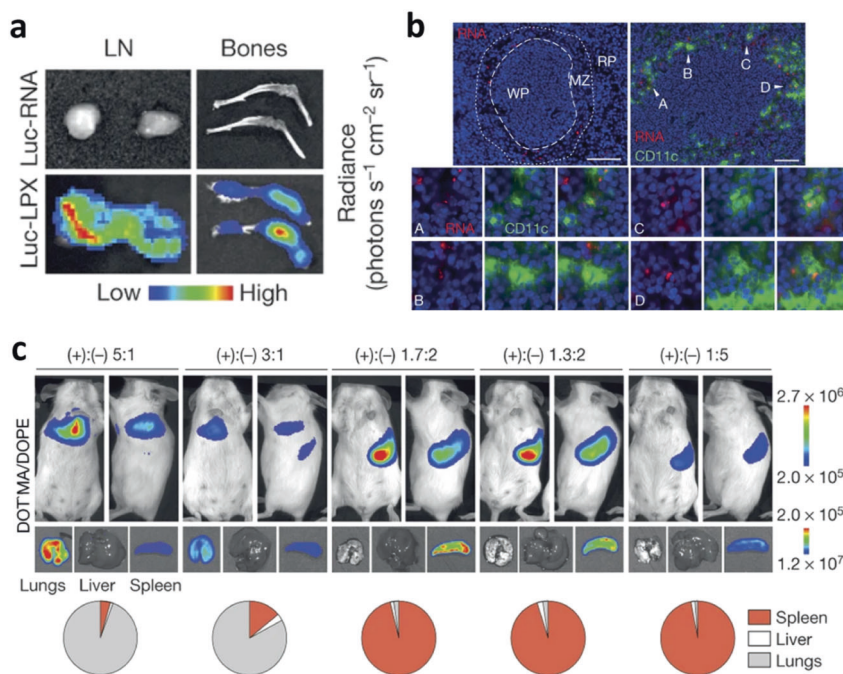 a
LN
Bones
Luc-RNA
Luc-LPX
Low
High
Radiance
(photons s⁻¹ cm⁻² sr⁻¹)
b
RNA
WP
MZ
RP
A
B
C
D
RNA
CD11c
A
RNA
CD11c
C
B
D
c
(+):(−) 5:1
(+):(−) 3:1
(+):(−) 1.7:2
(+):(−) 1.3:2
(+):(−) 1:5
DOTMA/DOPE
2.7 × 10⁶
2.0 × 10⁵
2.0 × 10⁵
1.2 × 10⁷
Lungs
Liver
Spleen
Spleen
Liver
Lungs